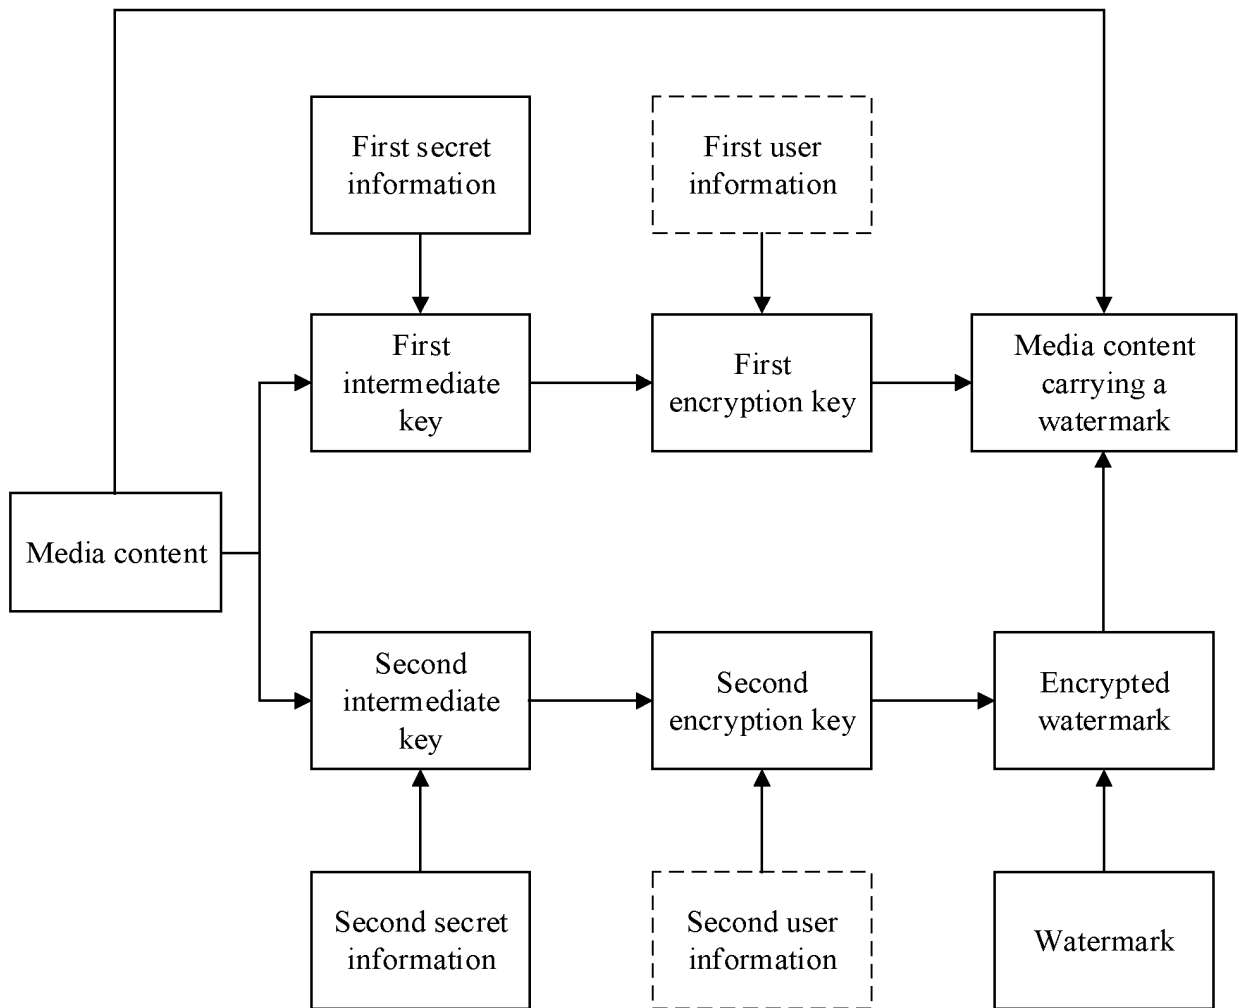 First secret
information
First user
information
First
intermediate
key
First
encryption key
Media content
carrying a
watermark
Media content
Second
intermediate
key
Second
encryption key
Encrypted
watermark
Second secret
information
Second user
information
Watermark